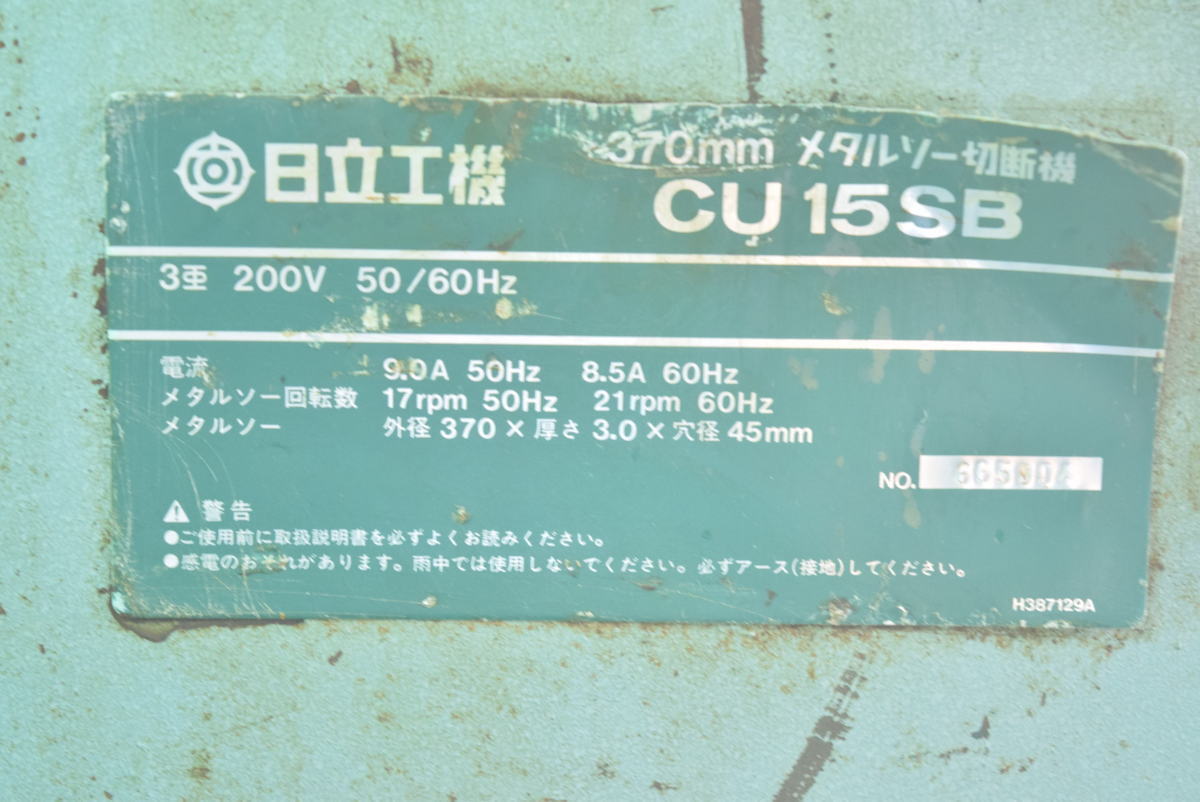 日立工機
370mm メタルソー切断機
CU 15SB
3亜 200V 50/60Hz
電流 9.0A 50Hz 8.5A 60Hz
メタルソー回転数 17rpm 50Hz 21rpm 60Hz
メタルソー 外径 370 × 厚さ 3.0 × 穴径 45mm
NO.
警告
●ご使用前に取扱説明書を必ずよくお読みください。
●感電のおそれがあります。雨中では使用しないでください。必ずアース(接地)してください。
H387129A